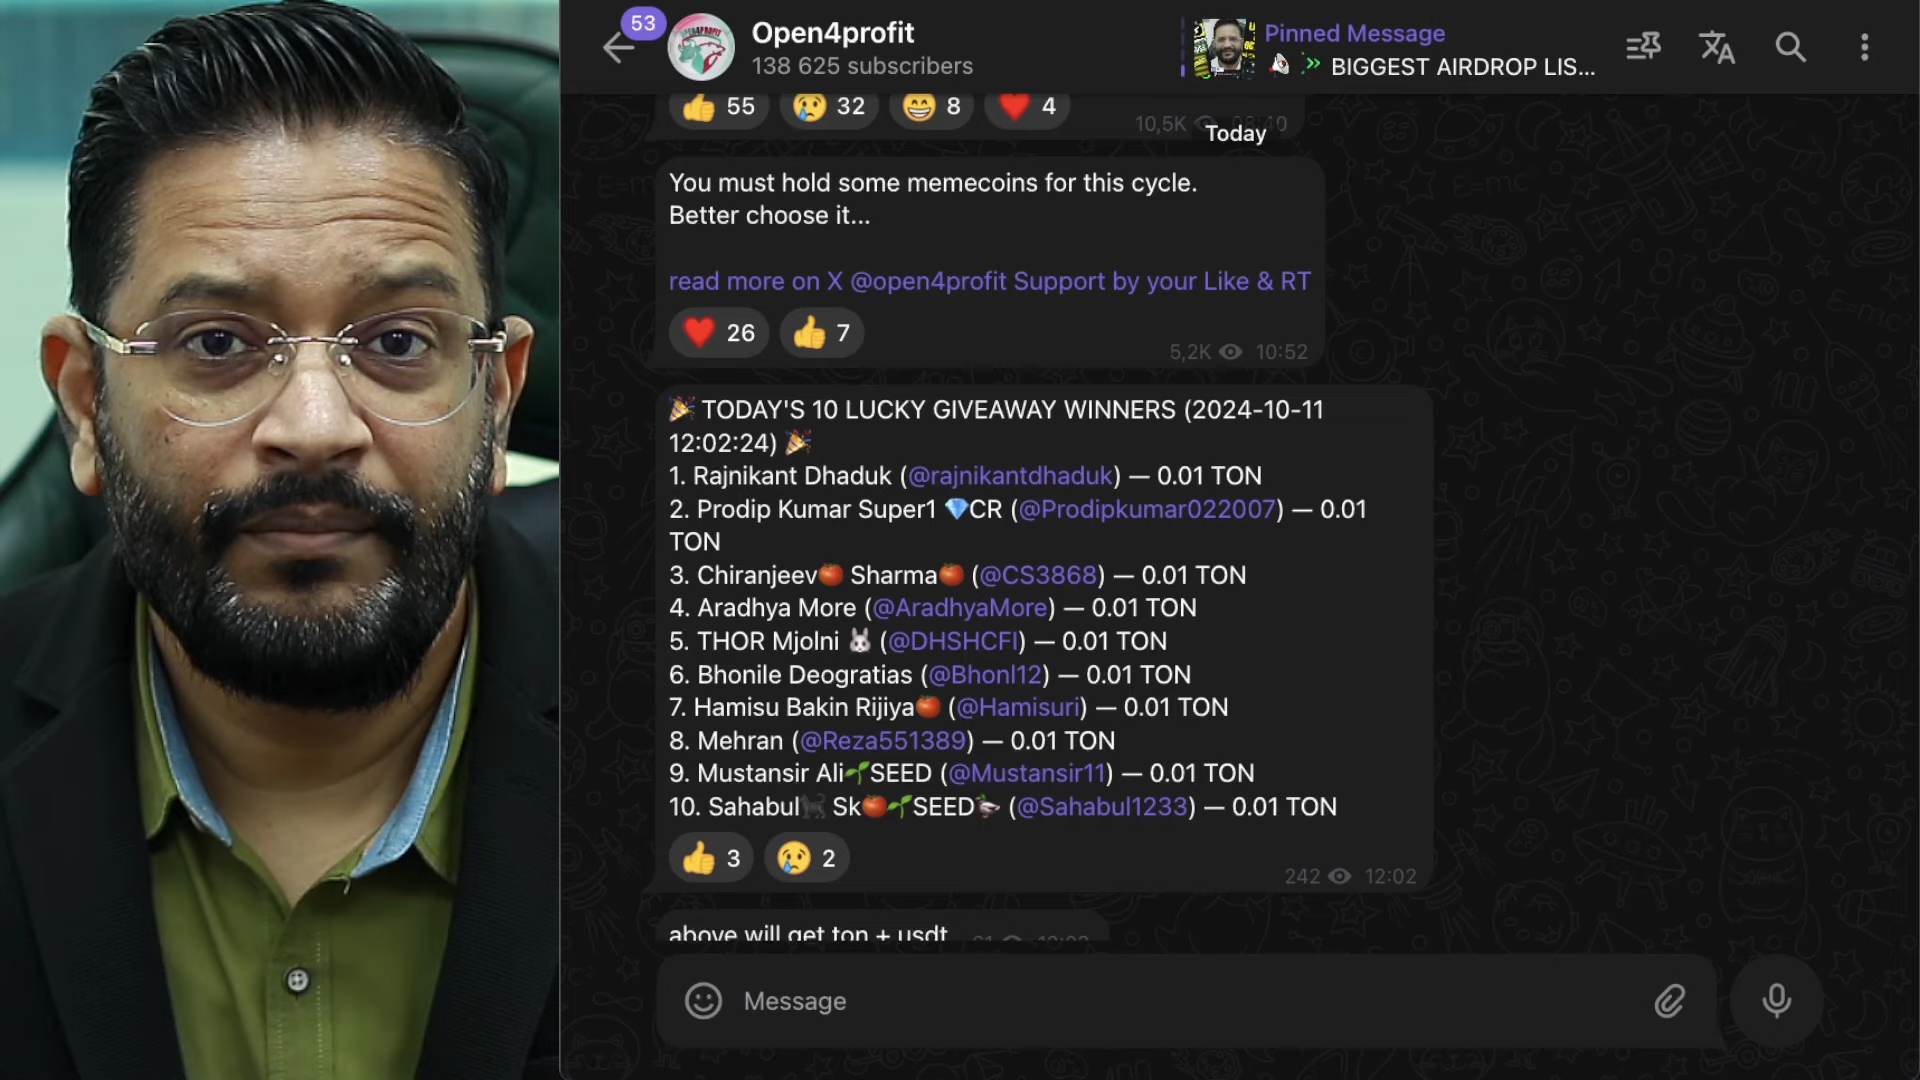 53
Open4profit
138 625 subscribers
Pinned Message
BIGGEST AIRDROP LIS...
55
32
8
4
10,5K
Today
You must hold some memecoins for this cycle.
Better choose it...
read more on X @open4profit Support by your Like & RT
26
7
5,2K 10:52
🎉 TODAY'S 10 LUCKY GIVEAWAY WINNERS (2024-10-11
12:02:24) 🎉
1. Rajnikant Dhaduk (@rajnikantdhaduk) — 0.01 TON
2. Prodip Kumar Super1 💎CR (@Prodipkumar022007) — 0.01
TON
3. Chiranjeev🍅 Sharma🍅 (@CS3868) — 0.01 TON
4. Aradhya More (@AradhyaMore) — 0.01 TON
5. THOR Mjolni 🐰 (@DHSHCFI) — 0.01 TON
6. Bhonile Deogratias (@Bhonl12) — 0.01 TON
7. Hamisu Bakin Rijiya🍅 (@Hamisuri) — 0.01 TON
8. Mehran (@Reza551389) — 0.01 TON
9. Mustansir Ali🌱SEED (@Mustansir11) — 0.01 TON
10. Sahabul🐈‍⬛ Sk🍅🌱SEED🦆 (@Sahabul1233) — 0.01 TON
3
2
242 12:02
above will get ton + usdt
Message